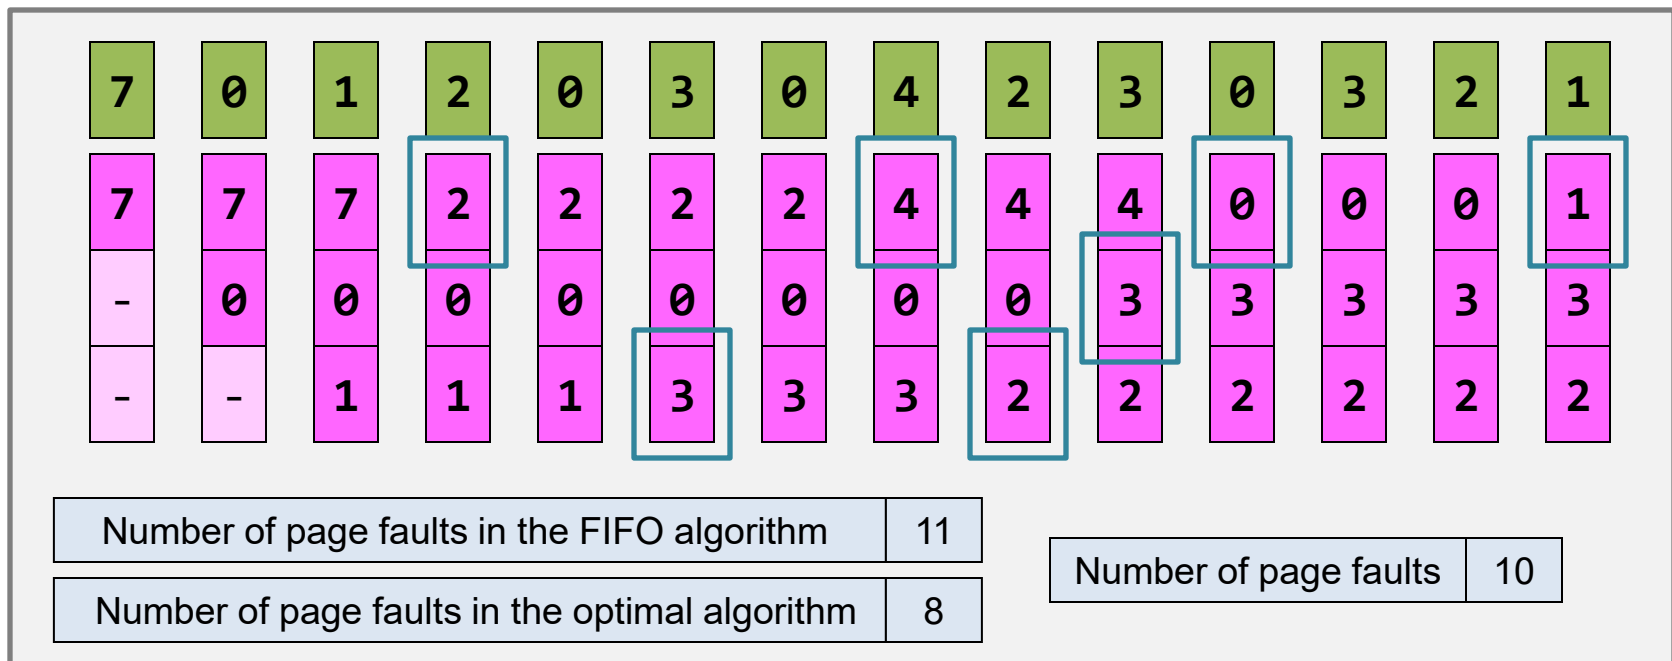 7 0 1 2 0 3 0 4 2 3 0 3 2 1
7 7 7 2 2 2 2 4 4 4 0 0 0 1
- 0 0 0 0 0 0 0 0 3 3 3 3 3
- - 1 1 1 3 3 3 2 2 2 2 2 2
Number of page faults in the FIFO algorithm 11
Number of page faults 10
Number of page faults in the optimal algorithm 8